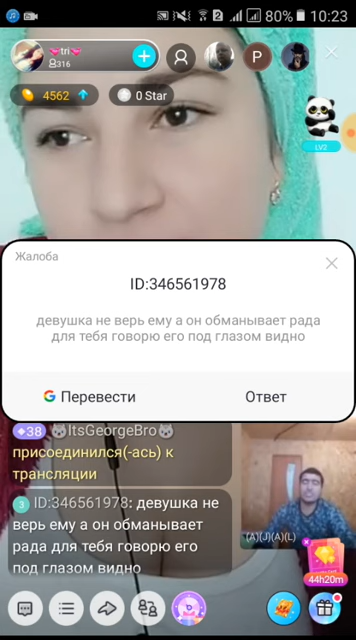 80% 10:23
tri
316
P
4562
0 Star
LV2
Жалоба
ID:346561978
девушка не верь ему а он обманывает рада
для тебя говорю его под глазом видно
G Перевести
Ответ
38 ItsGeorgeBro
присоединился(-ась) к
трансляции
3 ID:346561978: девушка не
верь ему а он обманывает
рада для тебя говорю его
под глазом видно
(A)(J)(A)(L)
44h20m